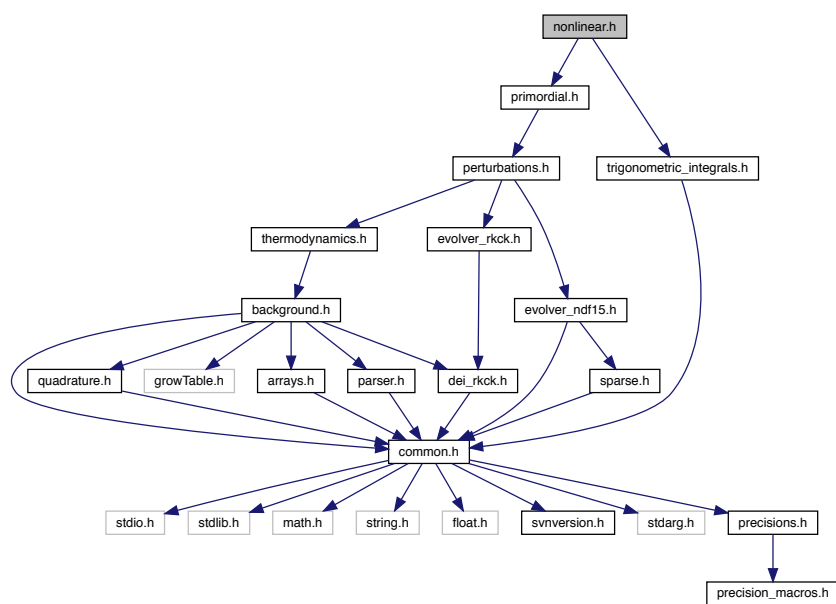 nonlinear.h
primordial.h
perturbations.h
trigonometric_integrals.h
thermodynamics.h
evolver_rkck.h
background.h
evolver_ndf15.h
quadrature.h
growTable.h
arrays.h
parser.h
dei_rkck.h
sparse.h
common.h
stdio.h
stdlib.h
math.h
string.h
float.h
svnversion.h
stdarg.h
precisions.h
precision_macros.h